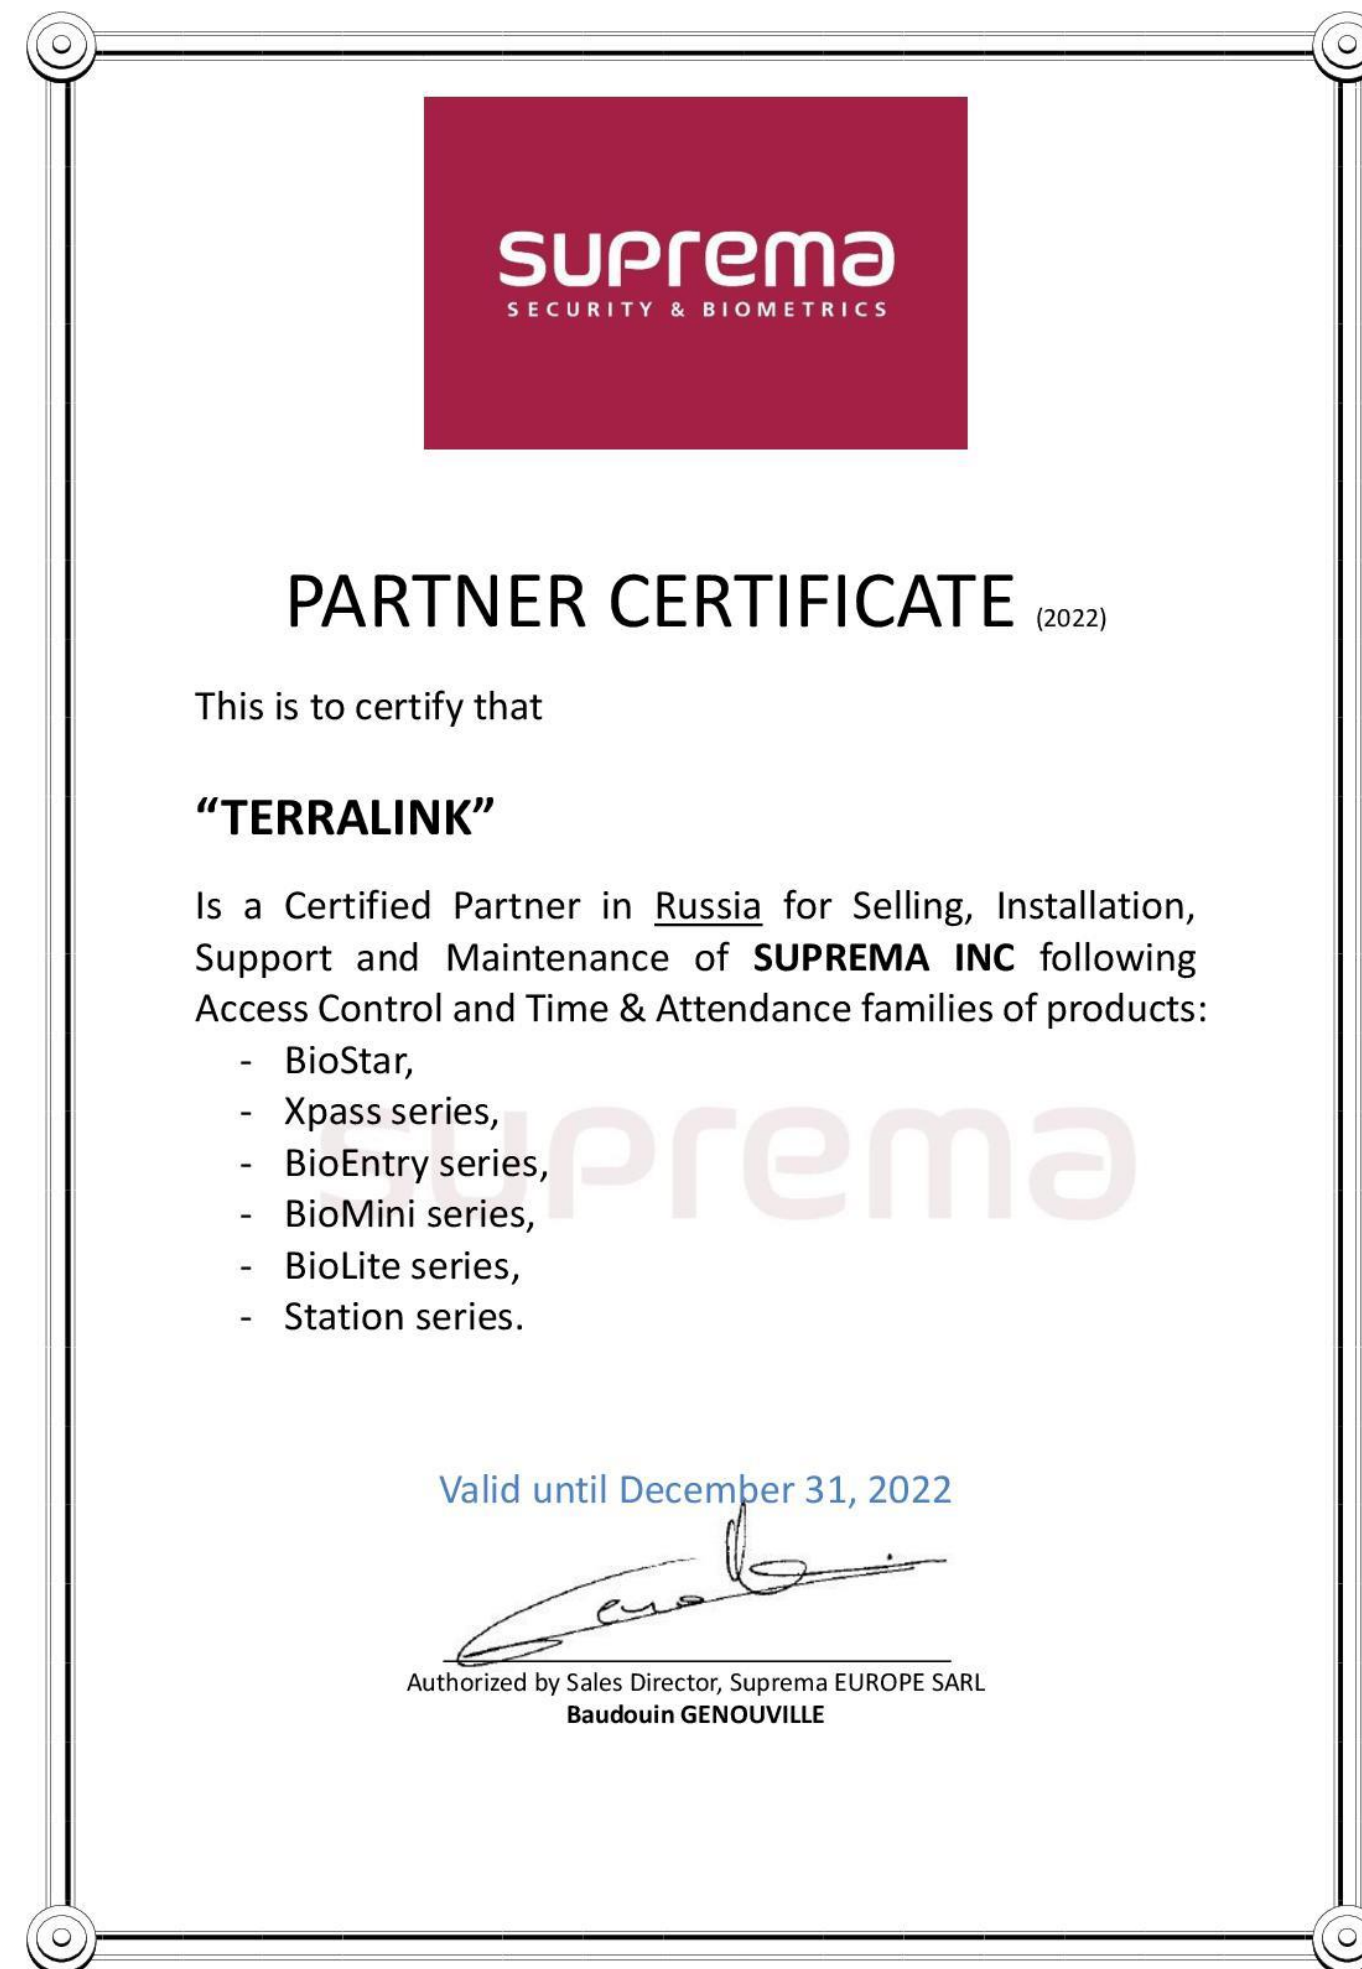 suprema
SECURITY & BIOMETRICS
PARTNER CERTIFICATE (2022)
This is to certify that
“TERRALINK”
Is a Certified Partner in Russia for Selling, Installation,
Support and Maintenance of SUPREMA INC following
Access Control and Time & Attendance families of products:
- BioStar,
- Xpass series,
- BioEntry series,
- BioMini series,
- BioLite series,
- Station series.
suprema
Valid until December 31, 2022
Authorized by Sales Director, Suprema EUROPE SARL
Baudouin GENOUVILLE